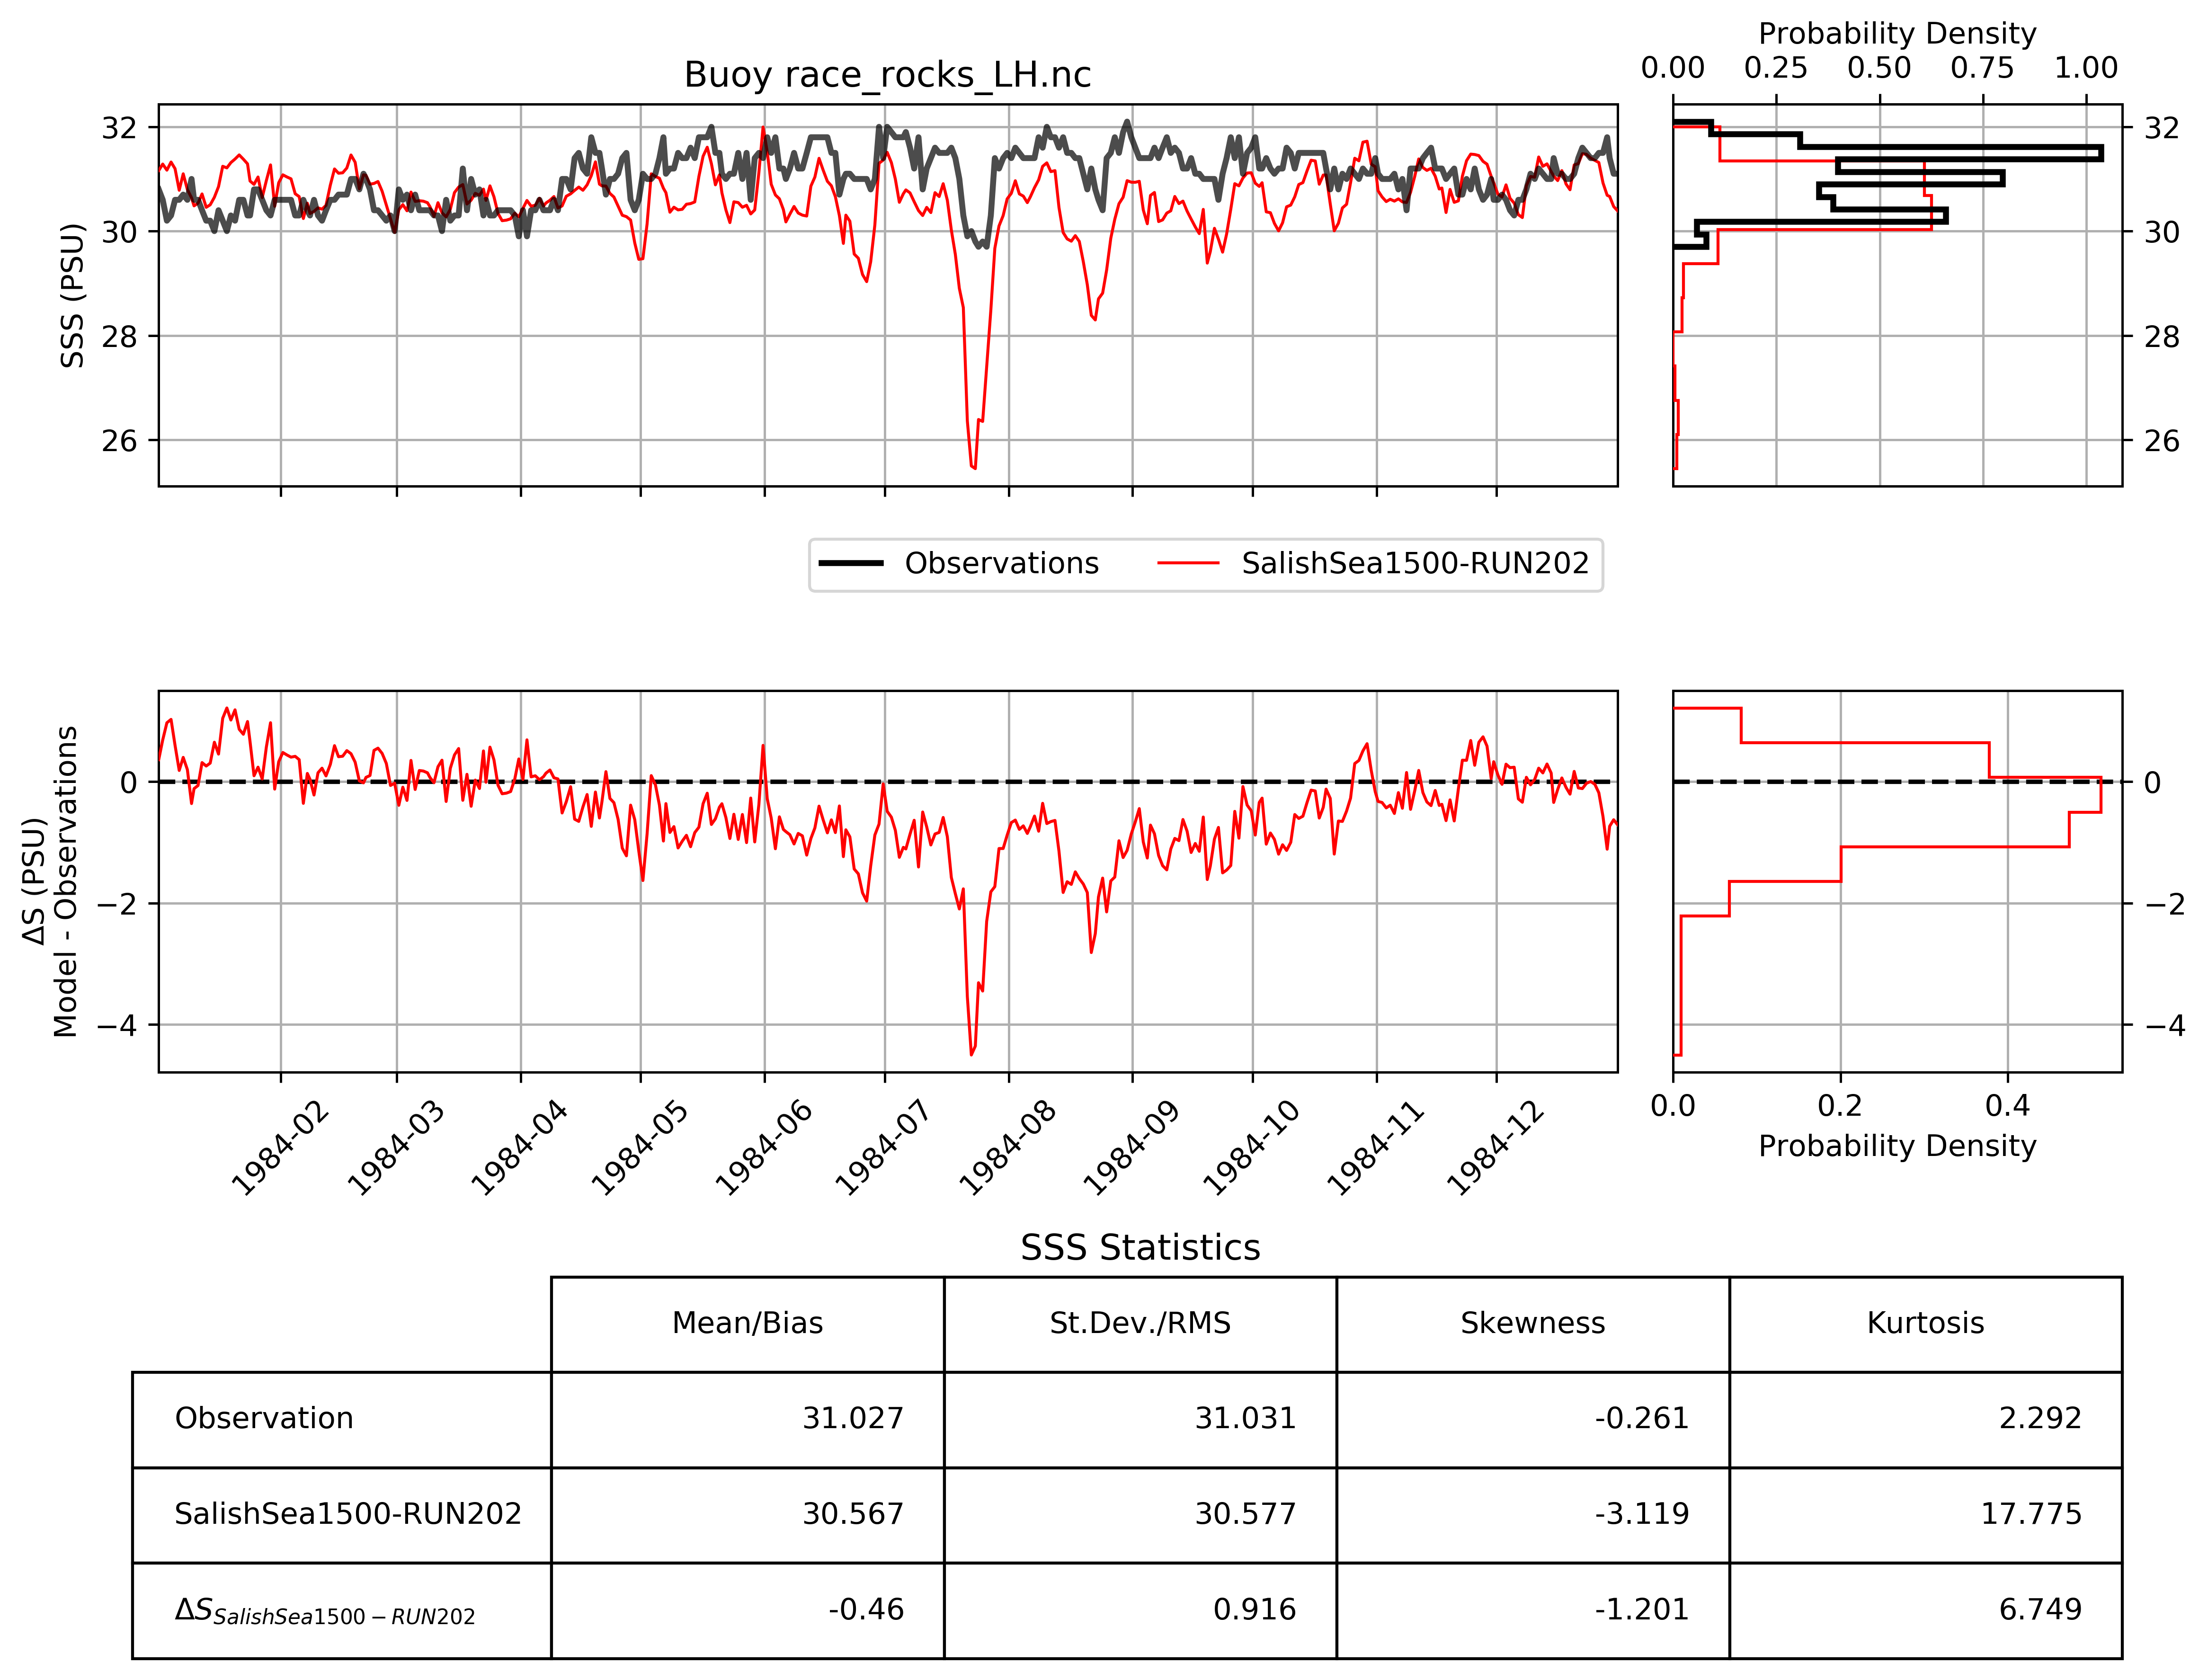 Probability Density
0.00 0.25 0.50 0.75 1.00
Buoy race_rocks_LH.nc
32
30
28
26
SSS (PSU)
32
30
28
26
Observations SalishSea1500-RUN202
0
−2
−4
ΔS (PSU)
Model - Observations
0
−2
−4
1984-02 1984-03 1984-04 1984-05 1984-06 1984-07 1984-08 1984-09 1984-10 1984-11 1984-12
0.0 0.2 0.4
Probability Density
SSS Statistics
Mean/Bias St.Dev./RMS Skewness Kurtosis
Observation 31.027 31.031 -0.261 2.292
SalishSea1500-RUN202 30.567 30.577 -3.119 17.775
ΔS SalishSea1500−RUN202 -0.46 0.916 -1.201 6.749